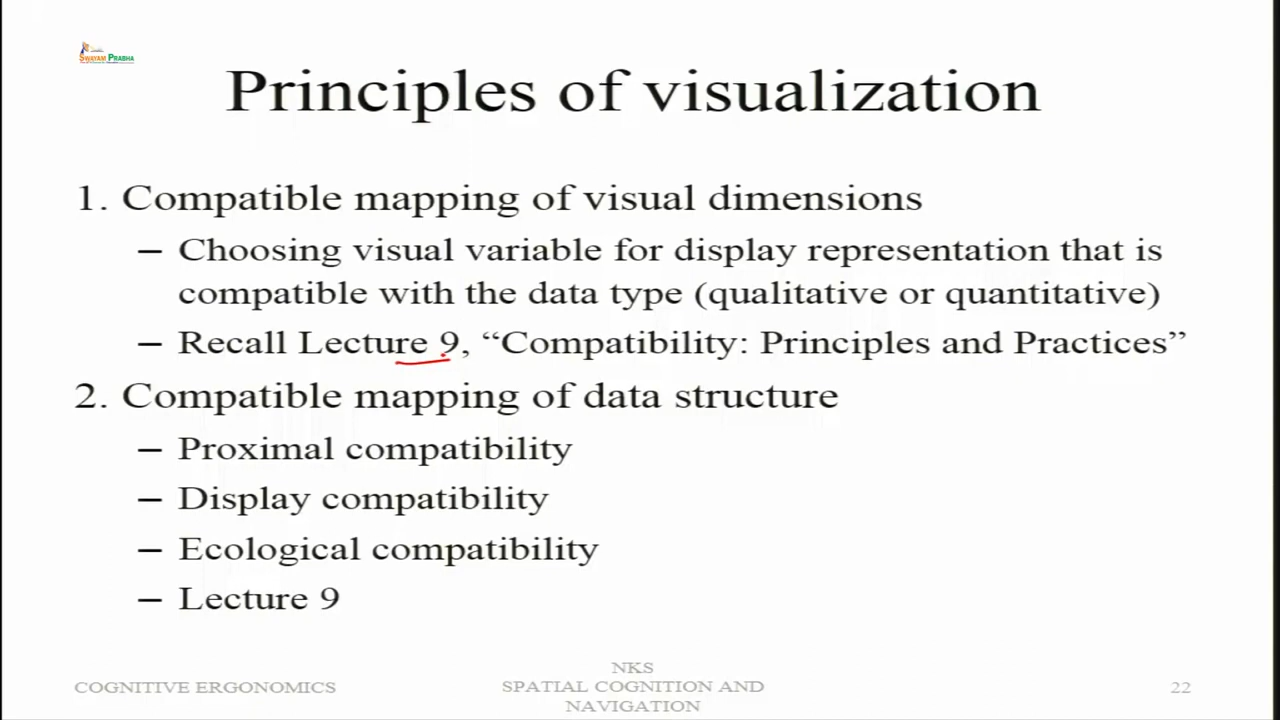 SWAYAM PRABHA
Principles of visualization
1. Compatible mapping of visual dimensions
– Choosing visual variable for display representation that is
compatible with the data type (qualitative or quantitative)
– Recall Lecture 9, “Compatibility: Principles and Practices”
2. Compatible mapping of data structure
– Proximal compatibility
– Display compatibility
– Ecological compatibility
– Lecture 9
COGNITIVE ERGONOMICS
NKS
SPATIAL COGNITION AND
NAVIGATION
22